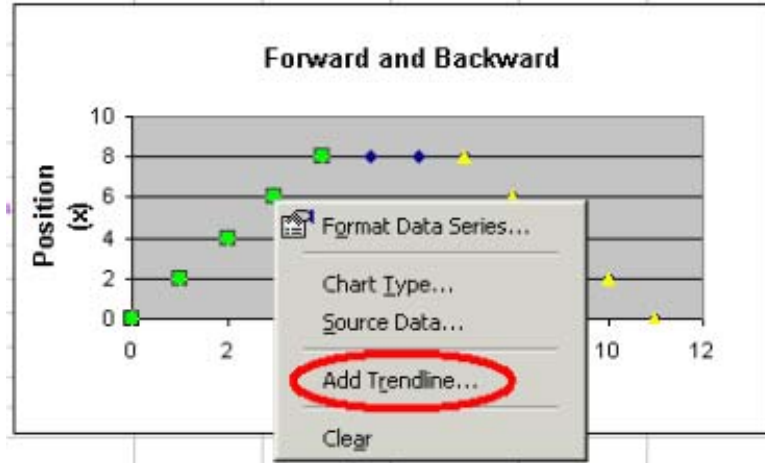 Forward and Backward
Position
(x)
10
8
6
4
2
0
0
2
10
12
Format Data Series...
Chart Type...
Source Data...
Add Trendline...
Clear